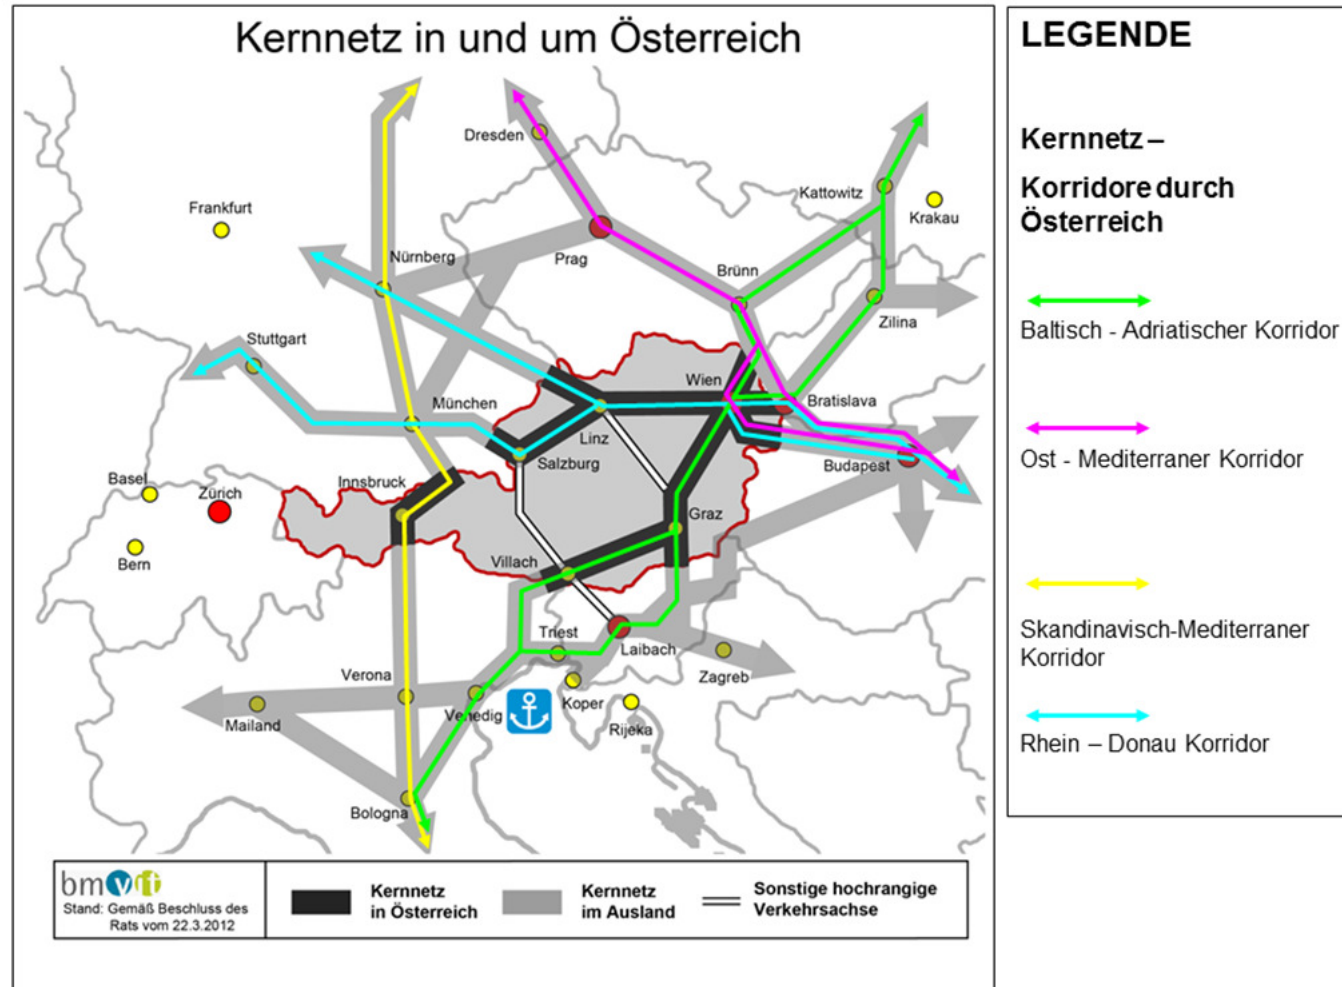 Kernnetz in und um Österreich
Dresden
Kattowitz
Krakau
Frankfurt
Nürnberg
Prag
Brünn
Zilina
Stuttgart
München
Wien
Bratislava
Linz
Salzburg
Budapest
Basel
Zürich
Innsbruck
Graz
Bern
Villach
Triest
Laibach
Zagreb
Verona
Venedig
Koper
Mailand
Rijeka
Bologna
bmvit
Stand: Gemäß Beschluss des
Rats vom 22.3.2012
Kernnetz
in Österreich
Kernnetz
im Ausland
Sonstige hochrangige
Verkehrsachse
LEGENDE
Kernnetz –
Korridore durch
Österreich
Baltisch - Adriatischer Korridor
Ost - Mediterraner Korridor
Skandinavisch-Mediterraner
Korridor
Rhein – Donau Korridor